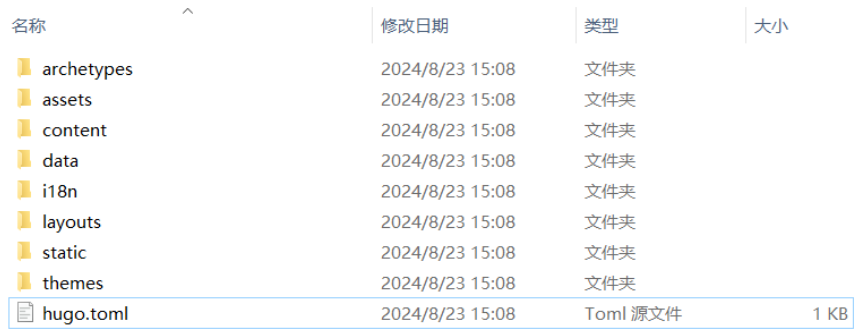 名称 修改日期 类型 大小
archetypes 2024/8/23 15:08 文件夹
assets 2024/8/23 15:08 文件夹
content 2024/8/23 15:08 文件夹
data 2024/8/23 15:08 文件夹
i18n 2024/8/23 15:08 文件夹
layouts 2024/8/23 15:08 文件夹
static 2024/8/23 15:08 文件夹
themes 2024/8/23 15:08 文件夹
hugo.toml 2024/8/23 15:08 Toml 源文件 1 KB